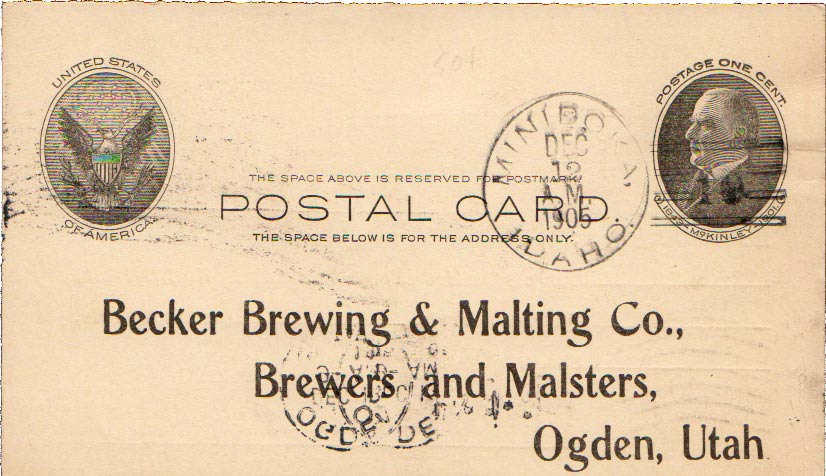 UNITED STATES
OF AMERICA
POSTAGE ONE CENT.
1843 - McKINLEY - 1901.
MINIDOKA,
DEC
12
A.M.
1905
IDAHO.
THE SPACE ABOVE IS RESERVED FOR POSTMARK.
POSTAL CARD.
THE SPACE BELOW IS FOR THE ADDRESS ONLY.
Becker Brewing & Malting Co.,
Brewers and Malsters,
Ogden, Utah